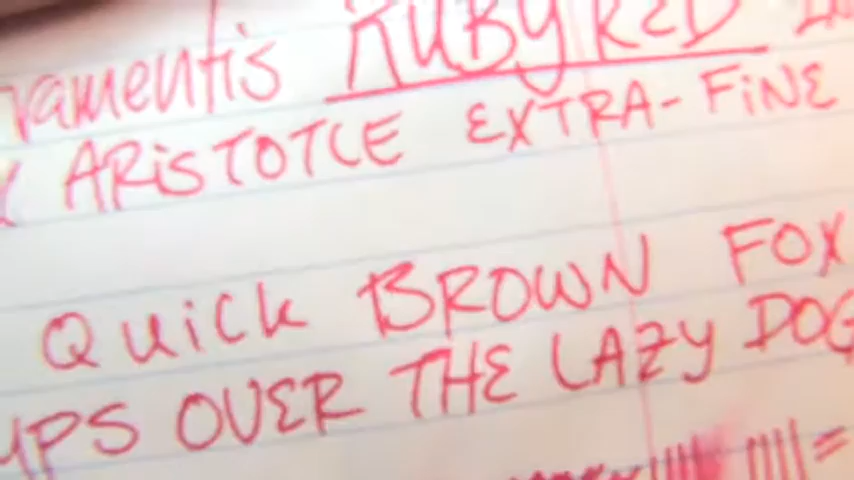 RUBY RED
ARISTOTLE EXTRA-FINE
QUICK BROWN FOX
OVER THE LAZY DOG